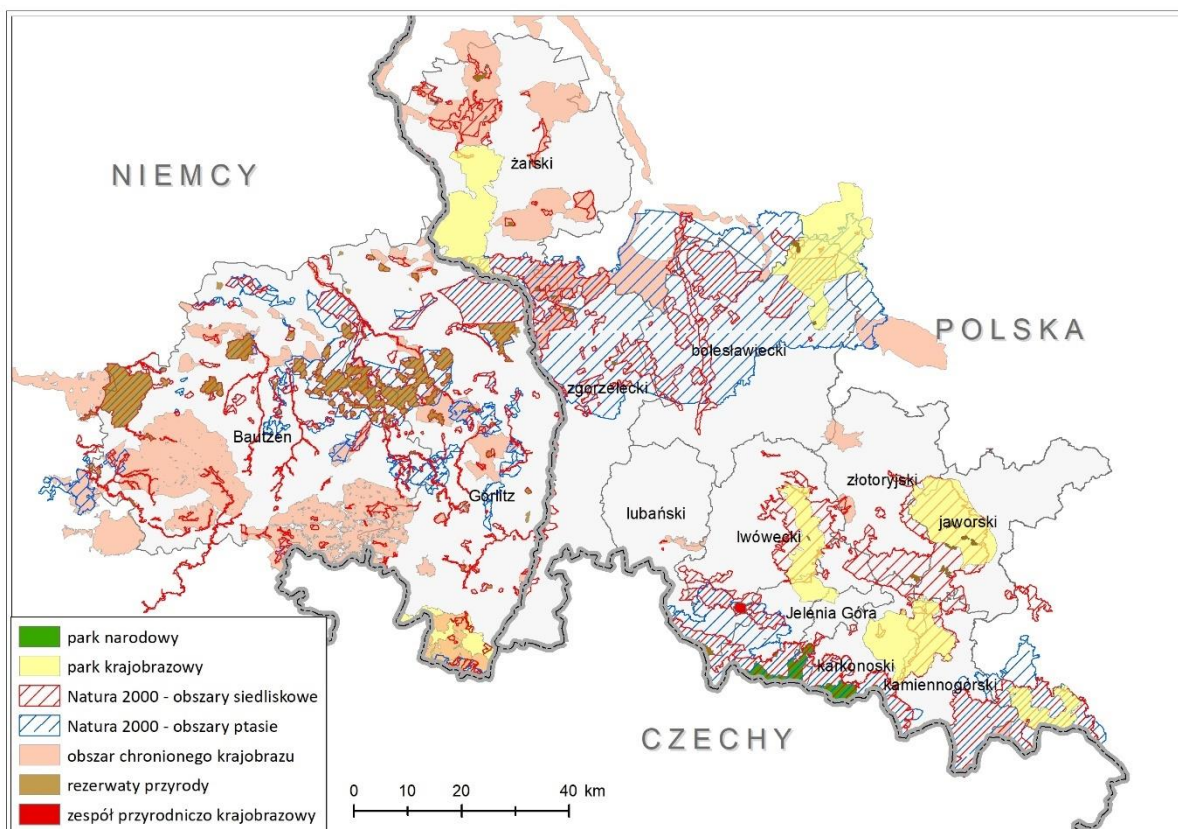 NIEMCY
żarski
POLSKA
bolesławiecki
zgorzelecki
Bautzen
Görlitz
złotoryjski
lubański
jaworski
lwówecki
Jelenia Góra
karkonoski
kamiennogórski
CZECHY
park narodowy
park krajobrazowy
Natura 2000 - obszary siedliskowe
Natura 2000 - obszary ptasie
obszar chronionego krajobrazu
rezerwaty przyrody
zespół przyrodniczo krajobrazowy
0 10 20 40 km